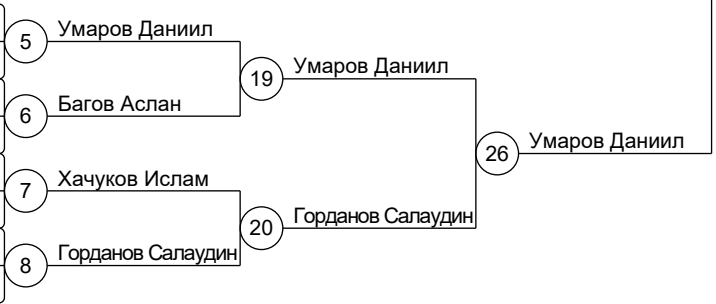 5 Умаров Даниил
19 Умаров Даниил
6 Багов Аслан
26 Умаров Даниил
7 Хачуков Ислам
20 Горданов Салаудин
8 Горданов Салаудин